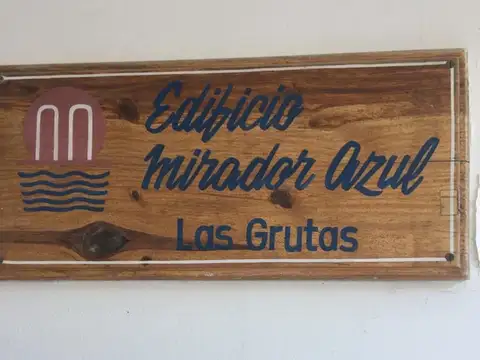 Edificio
Mirador Azul
Las Grutas